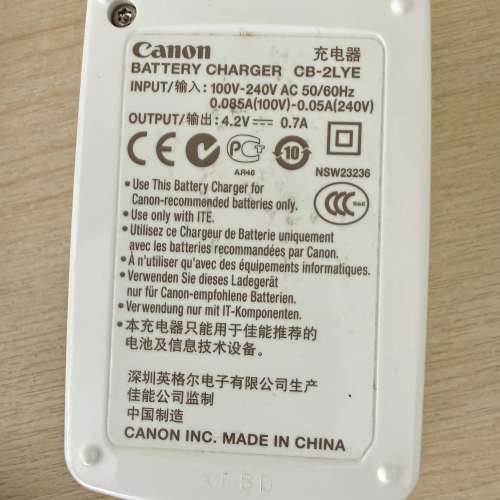 Canon 充电器
BATTERY CHARGER CB-2LYE
INPUT/输入: 100V-240V AC 50/60Hz
0.085A(100V)-0.05A(240V)
OUTPUT/输出: 4.2V⎓ 0.7A
CE PCT 10
AR46 NSW23236
CCC S&E
• Use This Battery Charger for
Canon-recommended batteries only.
• Use only with ITE.
• Utilisez ce Chargeur de Batterie uniquement
avec les batteries recommandées par Canon.
• À n'utiliser qu'avec des équipements informatiques.
• Verwenden Sie dieses Ladegerät
nur für Canon-empfohlene Batterien.
• Verwendung nur mit IT-Komponenten.
• 本充电器只能用于佳能推荐的
电池及信息技术设备。
深圳英格尔电子有限公司生产
佳能公司监制
中国制造
CANON INC. MADE IN CHINA